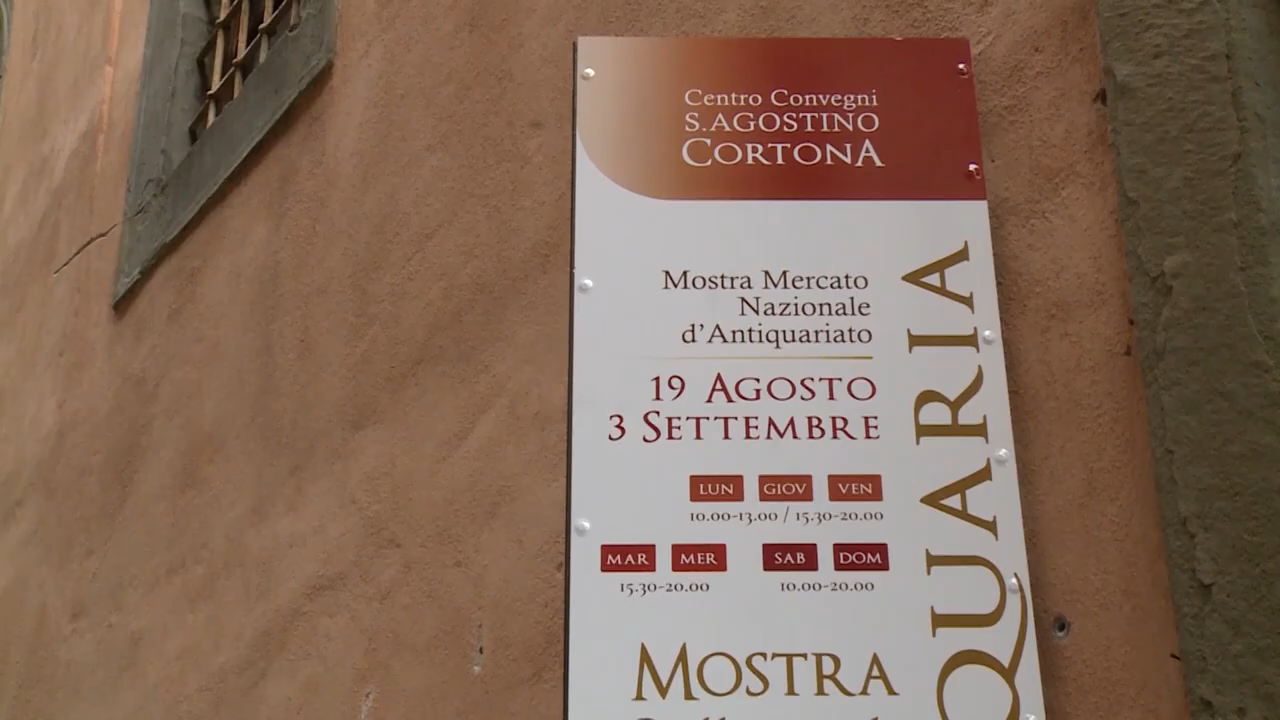 Centro Convegni
S.AGOSTINO
CORTONA
Mostra Mercato
Nazionale
d'Antiquariato
19 AGOSTO
3 SETTEMBRE
LUN GIOV VEN
10.00-13.00 / 15.30-20.00
MAR MER SAB DOM
15.30-20.00 10.00-20.00
MOSTRA
QUARIA